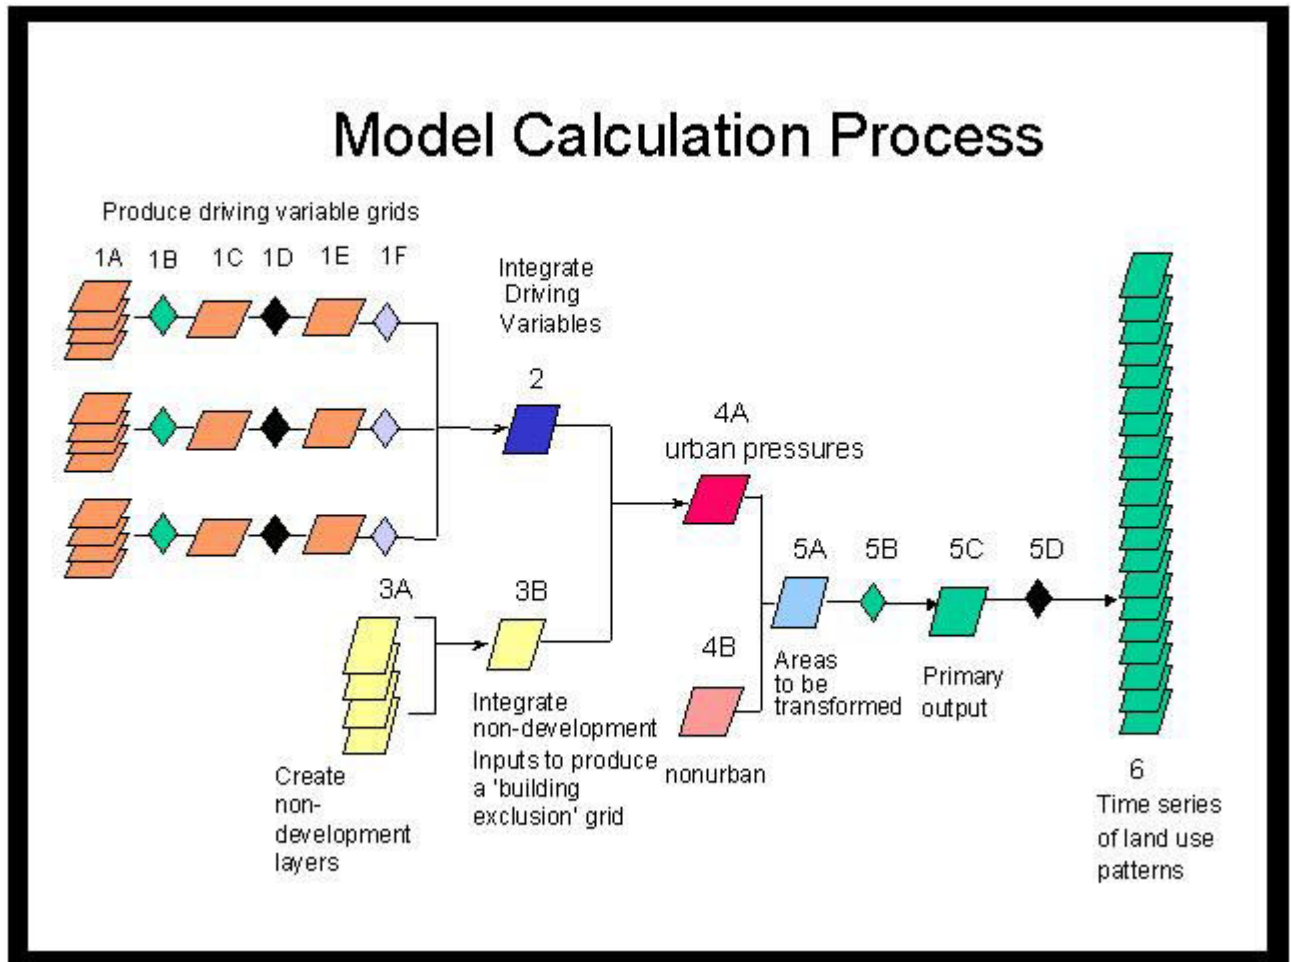 Model Calculation Process
Produce driving variable grids
1A 1B 1C 1D 1E 1F
Integrate
Driving
Variables
2
4A
urban pressures
3A
3B
5A 5B 5C 5D
4B
Areas
to be
transformed
Primary
output
Integrate
non-development
Inputs to produce
a 'building
exclusion' grid
nonurban
Create
non-
development
layers
6
Time series
of land use
patterns